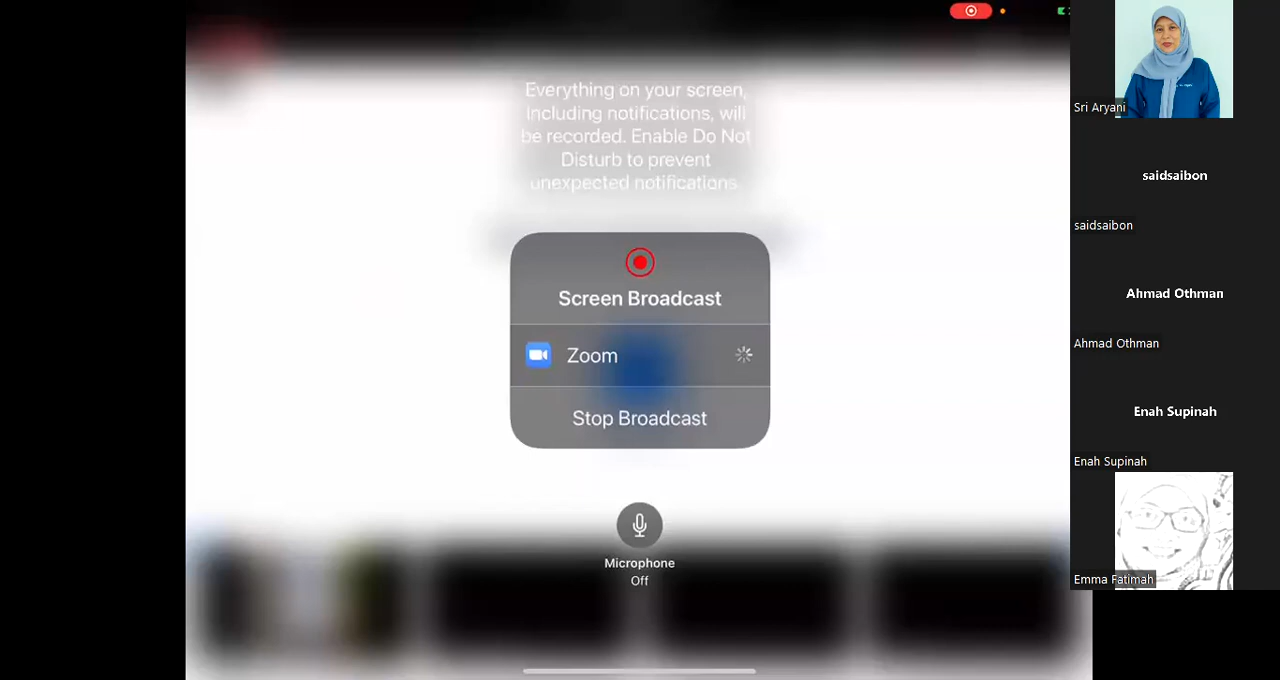 Everything on your screen,
including notifications, will
be recorded. Enable Do Not
Disturb to prevent
unexpected notifications.
Screen Broadcast
Zoom
Stop Broadcast
Microphone
Off
Sri Aryani
saidsaibon
saidsaibon
Ahmad Othman
Ahmad Othman
Enah Supinah
Enah Supinah
Emma Fatimah